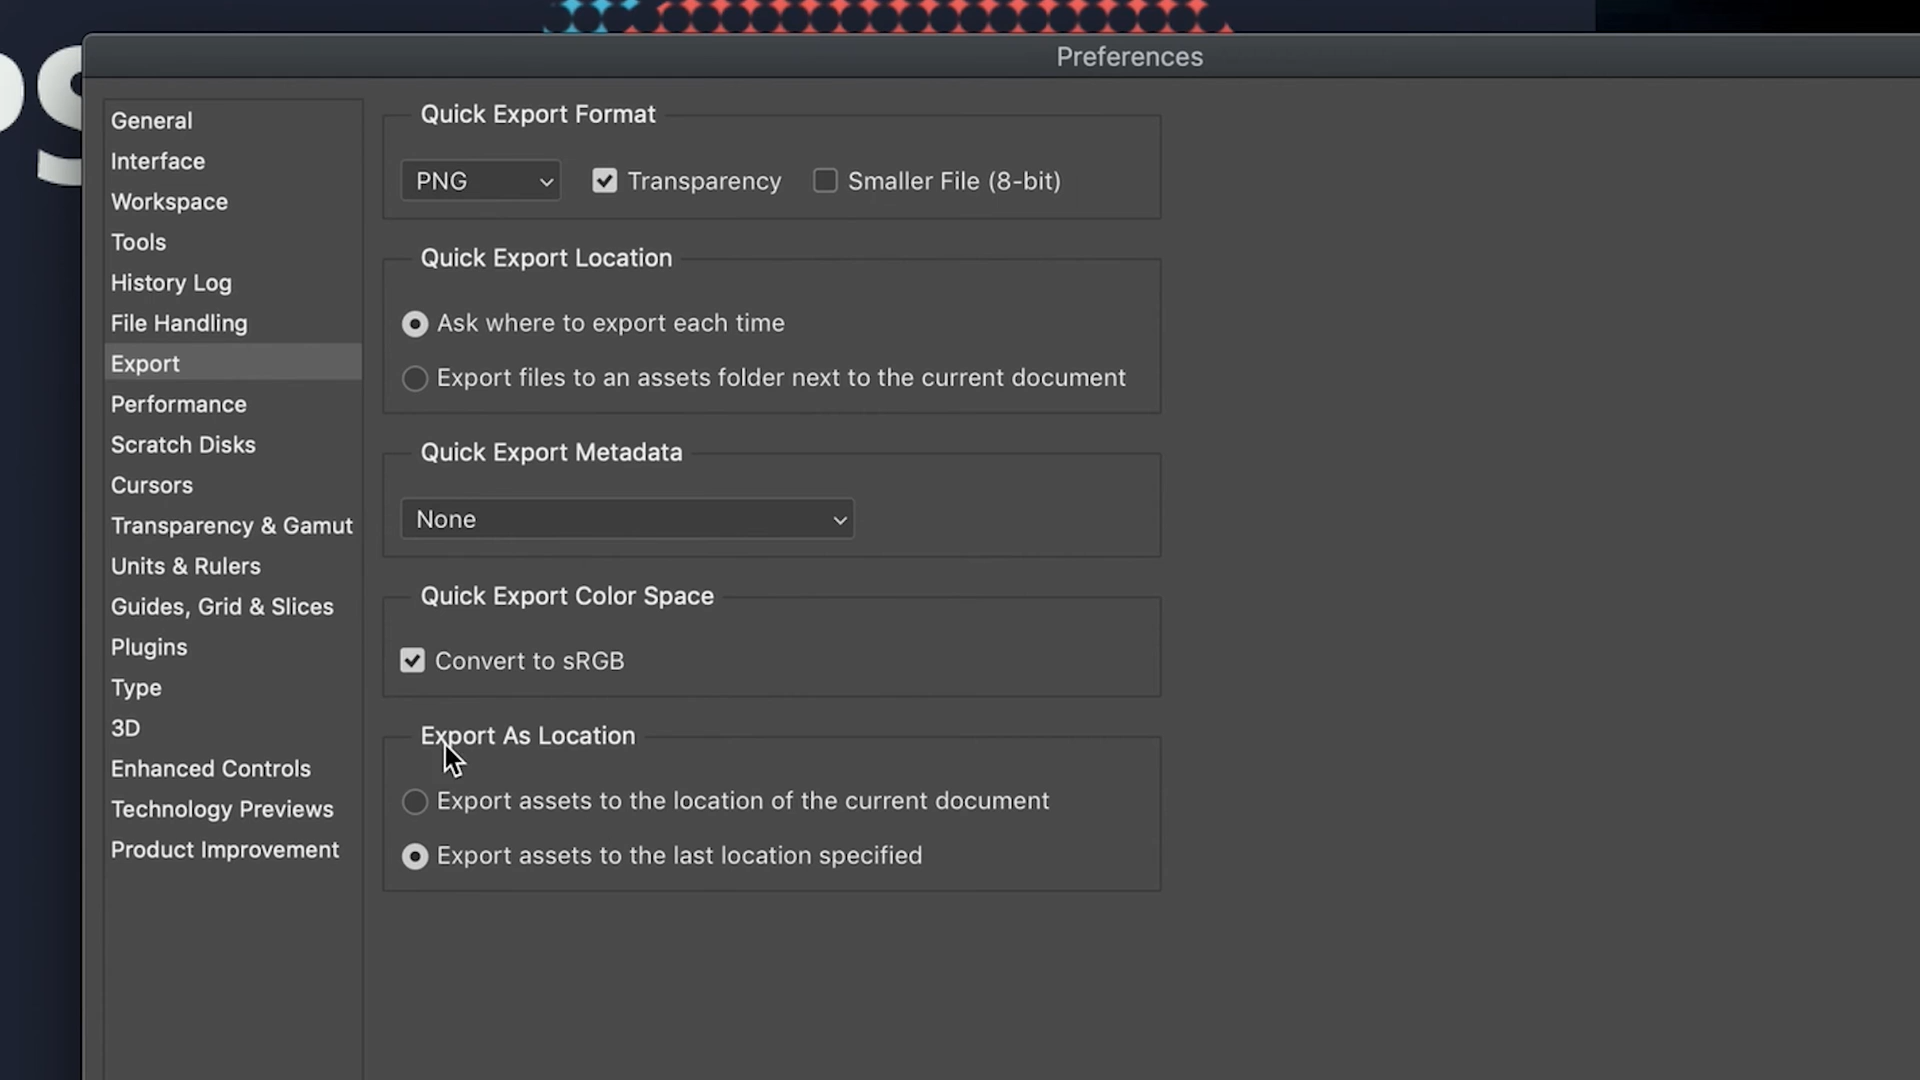 Preferences
General
Interface
Workspace
Tools
History Log
File Handling
Export
Performance
Scratch Disks
Cursors
Transparency & Gamut
Units & Rulers
Guides, Grid & Slices
Plugins
Type
3D
Enhanced Controls
Technology Previews
Product Improvement
Quick Export Format
PNG Transparency Smaller File (8-bit)
Quick Export Location
Ask where to export each time
Export files to an assets folder next to the current document
Quick Export Metadata
None
Quick Export Color Space
Convert to sRGB
Export As Location
Export assets to the location of the current document
Export assets to the last location specified